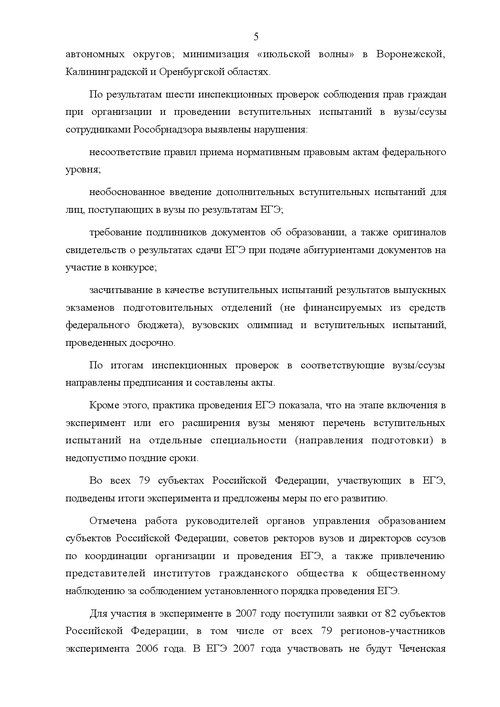 5
автономных округов; минимизация «июльской волны» в Воронежской,
Калининградской и Оренбургской областях.
По результатам шести инспекционных проверок соблюдения прав граждан
при организации и проведении вступительных испытаний в вузы/ссузы
сотрудниками Рособрнадзора выявлены нарушения:
несоответствие правил приема нормативным правовым актам федерального
уровня;
необоснованное введение дополнительных вступительных испытаний для
лиц, поступающих в вузы по результатам ЕГЭ;
требование подлинников документов об образовании, а также оригиналов
свидетельств о результатах сдачи ЕГЭ при подаче абитуриентами документов на
участие в конкурсе;
засчитывание в качестве вступительных испытаний результатов выпускных
экзаменов подготовительных отделений (не финансируемых из средств
федерального бюджета), вузовских олимпиад и вступительных испытаний,
проведенных досрочно.
По итогам инспекционных проверок в соответствующие вузы/ссузы
направлены предписания и составлены акты.
Кроме этого, практика проведения ЕГЭ показала, что на этапе включения в
эксперимент или его расширения вузы меняют перечень вступительных
испытаний на отдельные специальности (направления подготовки) в
недопустимо поздние сроки.
Во всех 79 субъектах Российской Федерации, участвующих в ЕГЭ,
подведены итоги эксперимента и предложены меры по его развитию.
Отмечена работа руководителей органов управления образованием
субъектов Российской Федерации, советов ректоров вузов и директоров ссузов
по координации организации и проведения ЕГЭ, а также привлечению
представителей институтов гражданского общества к общественному
наблюдению за соблюдением установленного порядка проведения ЕГЭ.
Для участия в эксперименте в 2007 году поступили заявки от 82 субъектов
Российской Федерации, в том числе от всех 79 регионов-участников
эксперимента 2006 года. В ЕГЭ 2007 года участвовать не будут Чеченская